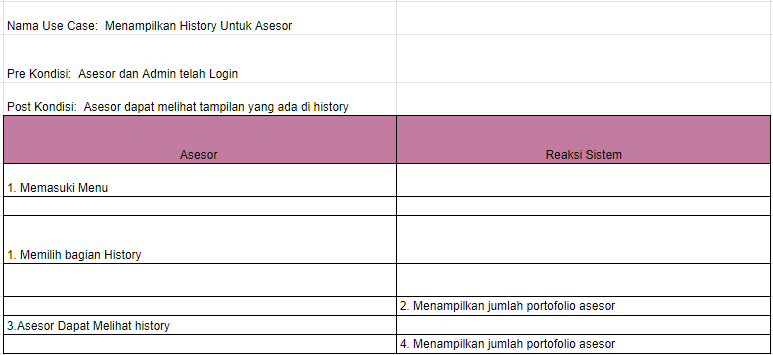 Nama Use Case:  Menampilkan History Untuk Asesor
Pre Kondisi:  Asesor dan Admin telah Login
Post Kondisi:  Asesor dapat melihat tampilan yang ada di history
Asesor
Reaksi Sistem
1. Memasuki Menu
1. Memilih bagian History
2. Menampilkan jumlah portofolio asesor
3.Asesor Dapat Melihat history
4. Menampilkan jumlah portofolio asesor